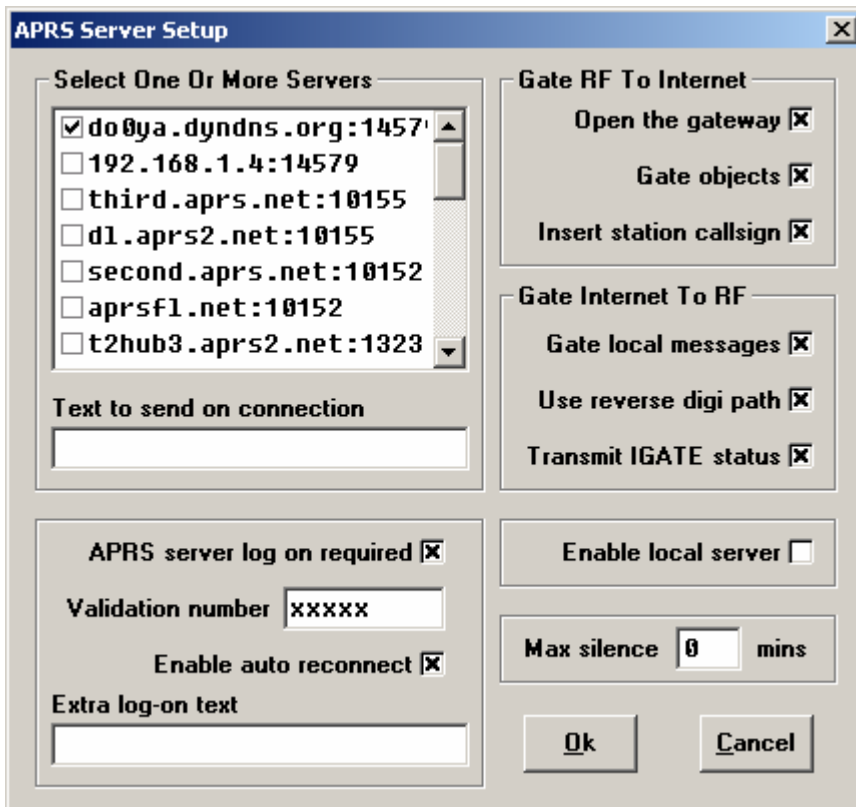 APRS Server Setup
Select One Or More Servers
do0ya.dyndns.org:1457
192.168.1.4:14579
third.aprs.net:10155
dl.aprs2.net:10155
second.aprs.net:10152
aprsfl.net:10152
t2hub3.aprs2.net:1323
Text to send on connection
APRS server log on required
Validation number xxxxx
Enable auto reconnect
Extra log-on text
Gate RF To Internet
Open the gateway
Gate objects
Insert station callsign
Gate Internet To RF
Gate local messages
Use reverse digi path
Transmit IGATE status
Enable local server
Max silence 0 mins
Ok
Cancel